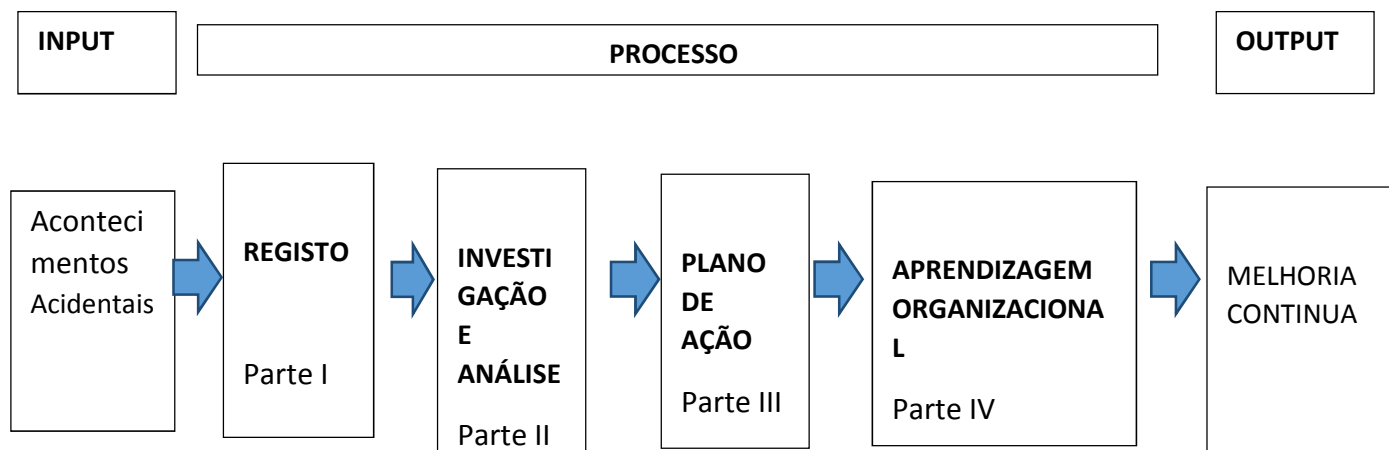 INPUT
PROCESSO
OUTPUT
Aconteci
mentos
Acidentais
REGISTO
Parte I
INVESTI
GAÇÃO
E
ANÁLISE
Parte II
PLANO
DE
AÇÃO
Parte III
APRENDIZAGEM
ORGANIZACIONA
L
Parte IV
MELHORIA
CONTINUA